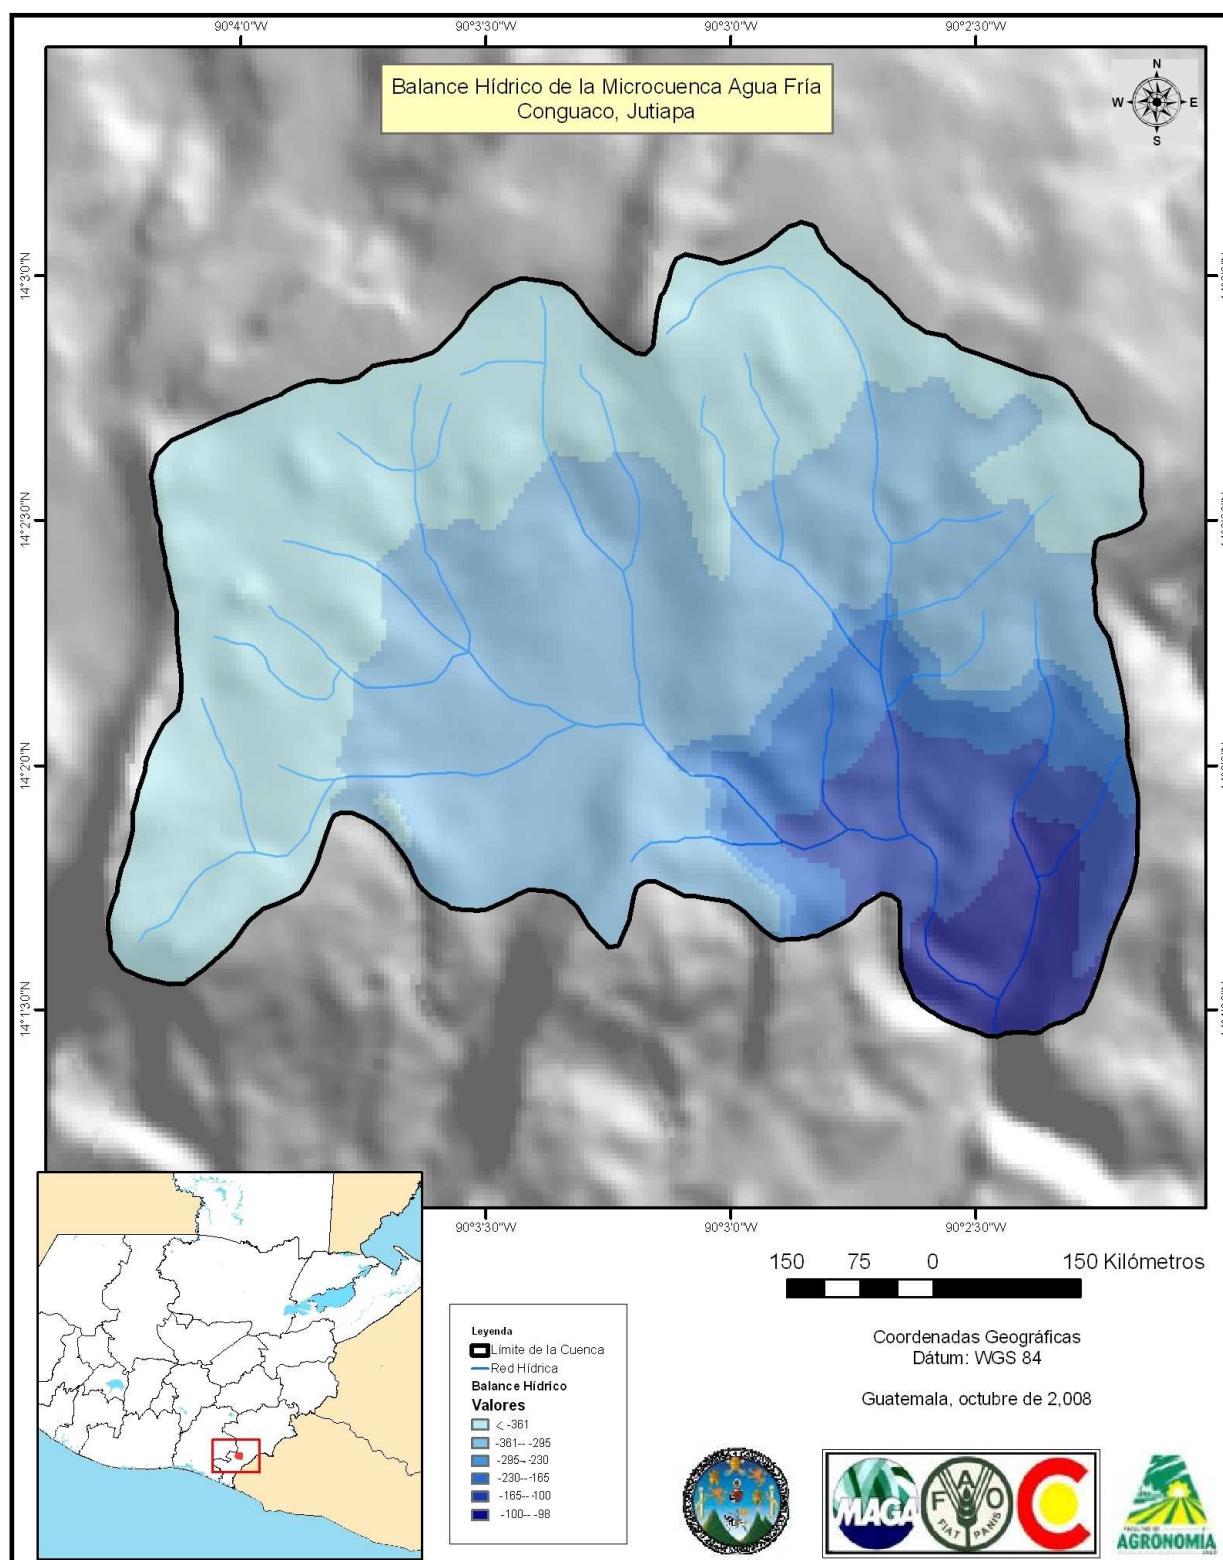 90°4'0"W 90°3'30"W 90°3'0"W 90°2'30"W
Balance Hídrico de la Microcuenca Agua Fría
Conguaco, Jutiapa
N
W E
S
14°3'0"N
14°2'30"N
14°2'0"N
14°1'30"N
90°3'30"W 90°3'0"W 90°2'30"W
150 75 0 150 Kilómetros
Leyenda
Límite de la Cuenca
Red Hídrica
Balance Hídrico
Valores
< -361
-361-- -295
-295-- -230
-230-- -165
-165-- -100
-100-- -98
Coordenadas Geográficas
Dátum: WGS 84
Guatemala, octubre de 2,008
MAGA
F A O
FIAT PANIS
FACULTAD DE
AGRONOMIA